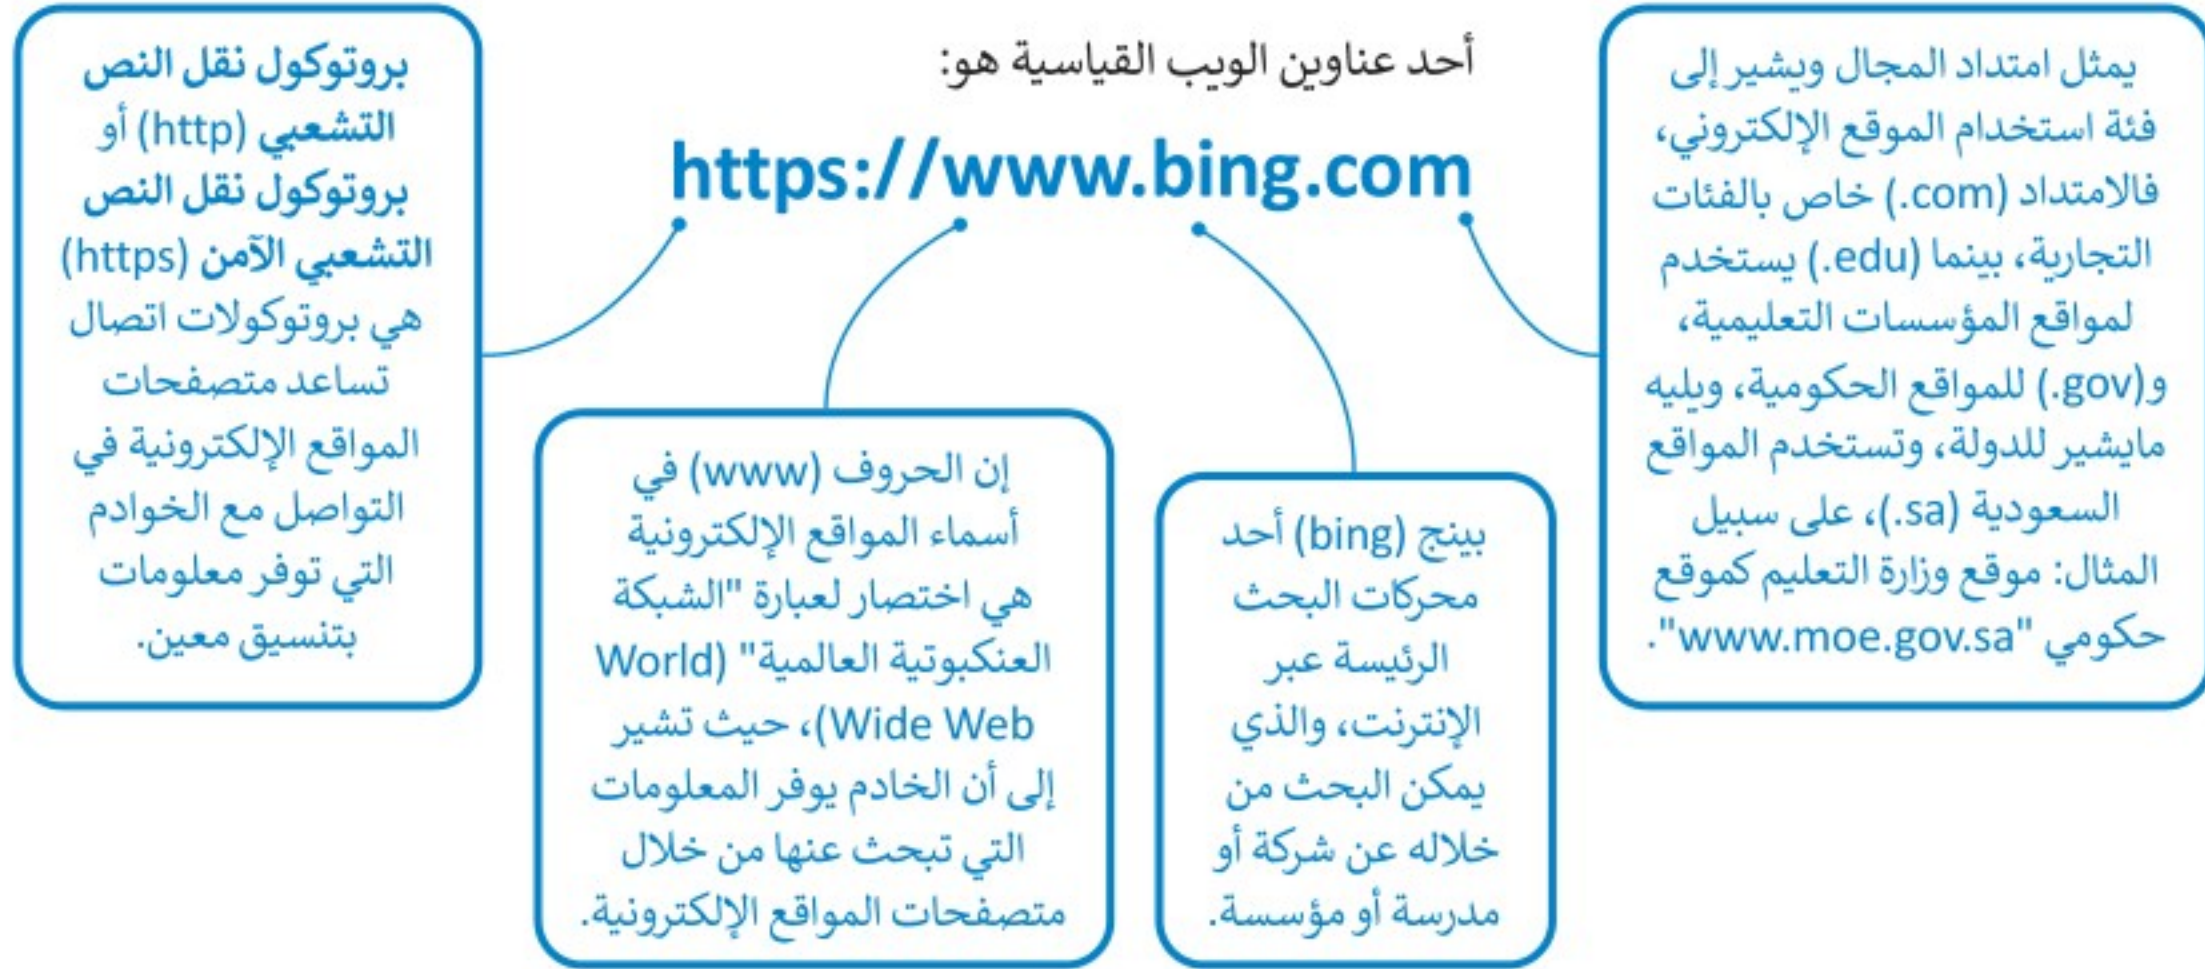 أحد عناوين الويب القياسية هو:
https://www.bing.com
يمثل امتداد المجال ويشير إلى
فئة استخدام الموقع الإلكتروني،
فالامتداد (com.) خاص بالفئات
التجارية، بينما (edu.) يستخدم
لمواقع المؤسسات التعليمية،
و(gov.) للمواقع الحكومية، ويليه
مايشير للدولة، وتستخدم المواقع
السعودية (sa.)، على سبيل
المثال: موقع وزارة التعليم كموقع
حكومي "www.moe.gov.sa".
بينج (bing) أحد
محركات البحث
الرئيسة عبر
الإنترنت، والذي
يمكن البحث من
خلاله عن شركة أو
مدرسة أو مؤسسة.
إن الحروف (www) في
أسماء المواقع الإلكترونية
هي اختصار لعبارة "الشبكة
العنكبوتية العالمية" (World
Wide Web)، حيث تشير
إلى أن الخادم يوفر المعلومات
التي تبحث عنها من خلال
متصفحات المواقع الإلكترونية.
بروتوكول نقل النص
التشعبي (http) أو
بروتوكول نقل النص
التشعبي الآمن (https)
هي بروتوكولات اتصال
تساعد متصفحات
المواقع الإلكترونية في
التواصل مع الخوادم
التي توفر معلومات
بتنسيق معين.